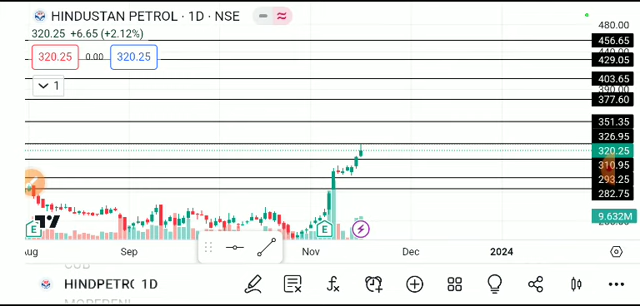 HINDUSTAN PETROL · 1D · NSE
320.25 +6.65 (+2.12%)
320.25 0.00 320.25
1
480.00
456.65
429.05
403.65
390.00
377.60
351.35
326.95
320.25
310.95
293.25
282.75
9.632M
E
E
Aug Sep Nov Dec 2024
HINDPETRO 1D